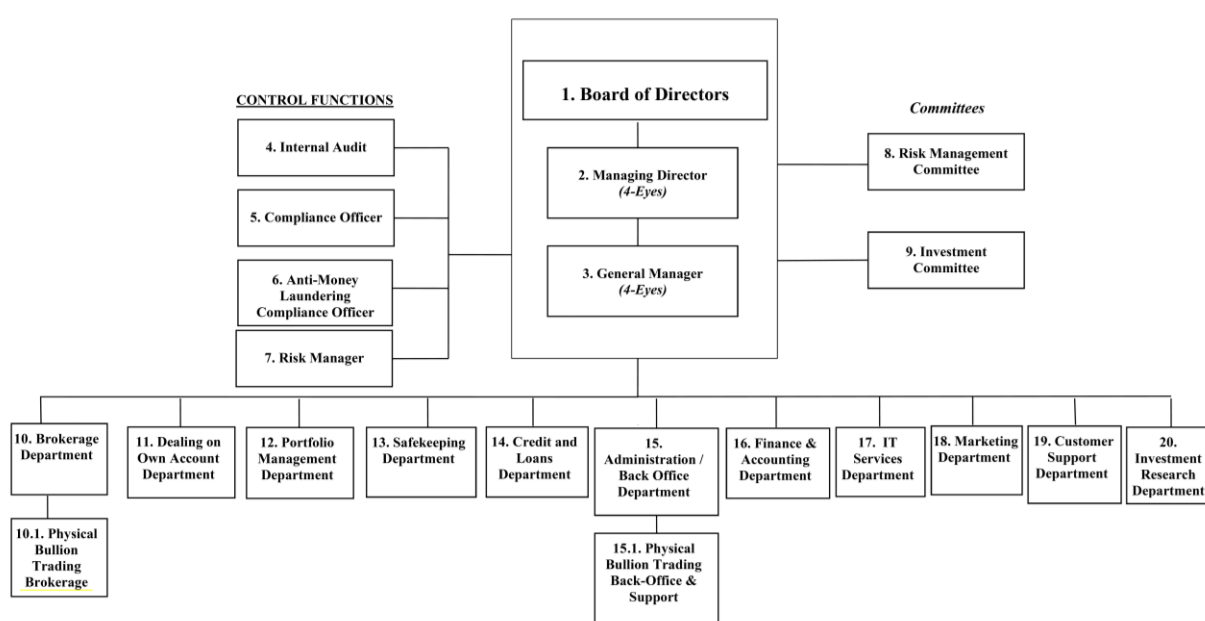 1. Board of Directors
CONTROL FUNCTIONS
Committees
4. Internal Audit
8. Risk Management
Committee
2. Managing Director
(4-Eyes)
5. Compliance Officer
9. Investment
Committee
3. General Manager
(4-Eyes)
6. Anti-Money
Laundering
Compliance Officer
7. Risk Manager
10. Brokerage
Department
11. Dealing on
Own Account
Department
12. Portfolio
Management
Department
13. Safekeeping
Department
14. Credit and
Loans
Department
15.
Administration /
Back Office
Department
16. Finance &
Accounting
Department
17. IT
Services
Department
18. Marketing
Department
19. Customer
Support
Department
20.
Investment
Research
Department
10.1. Physical
Bullion
Trading
Brokerage
15.1. Physical
Bullion Trading
Back-Office &
Support